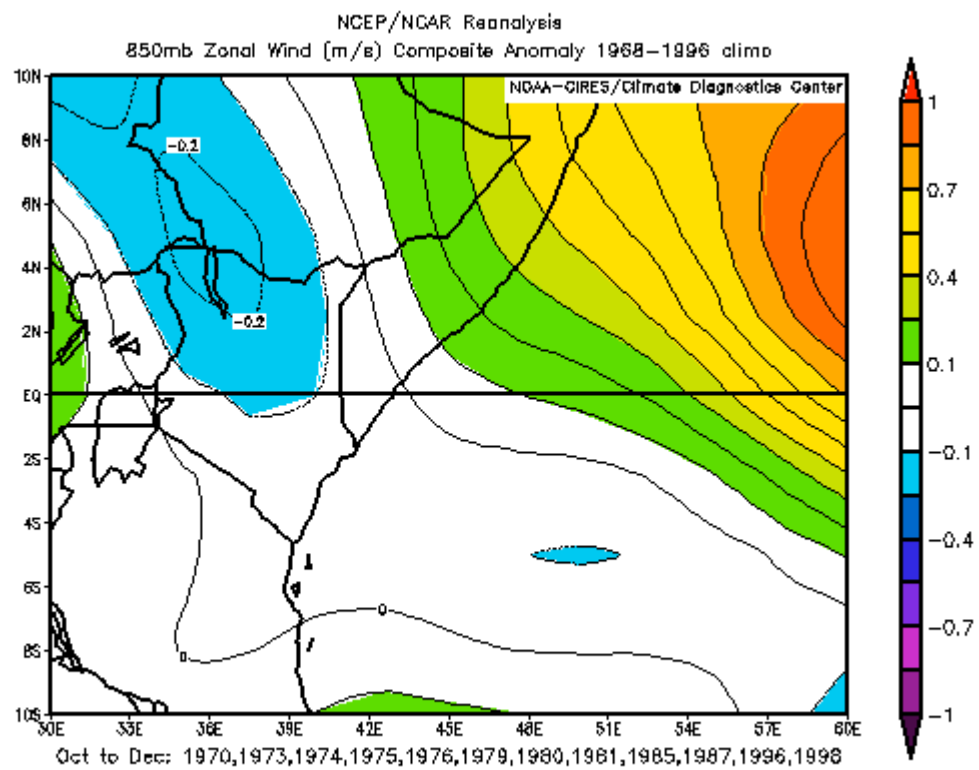 NCEP/NCAR Reanalysis
850mb Zonal Wind (m/s) Composite Anomaly 1968-1996 climo
NOAA-CIRES/Climate Diagnostics Center
10N
8N
6N
4N
2N
EQ
2S
4S
6S
8S
10S
-0.2
-0.2
0
0
30E 33E 36E 39E 42E 45E 48E 51E 54E 57E 60E
1
0.7
0.4
0.1
-0.1
-0.4
-0.7
-1
Oct to Dec: 1970,1973,1974,1975,1976,1979,1980,1981,1985,1987,1996,1998